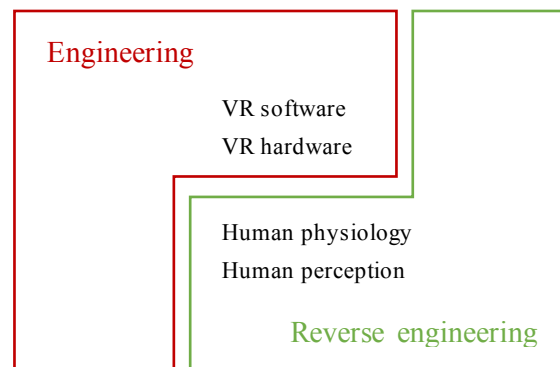 Engineering
VR software
VR hardware
Human physiology
Human perception
Reverse engineering